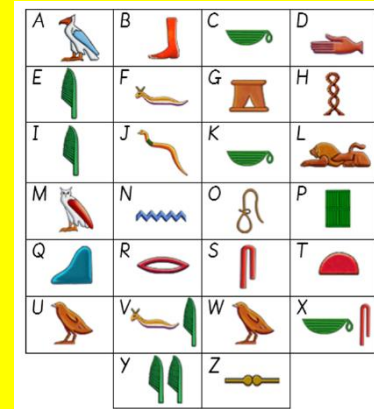 A B C D
E F G H
I J K L
M N O P
Q R S T
U V W X
Y Z